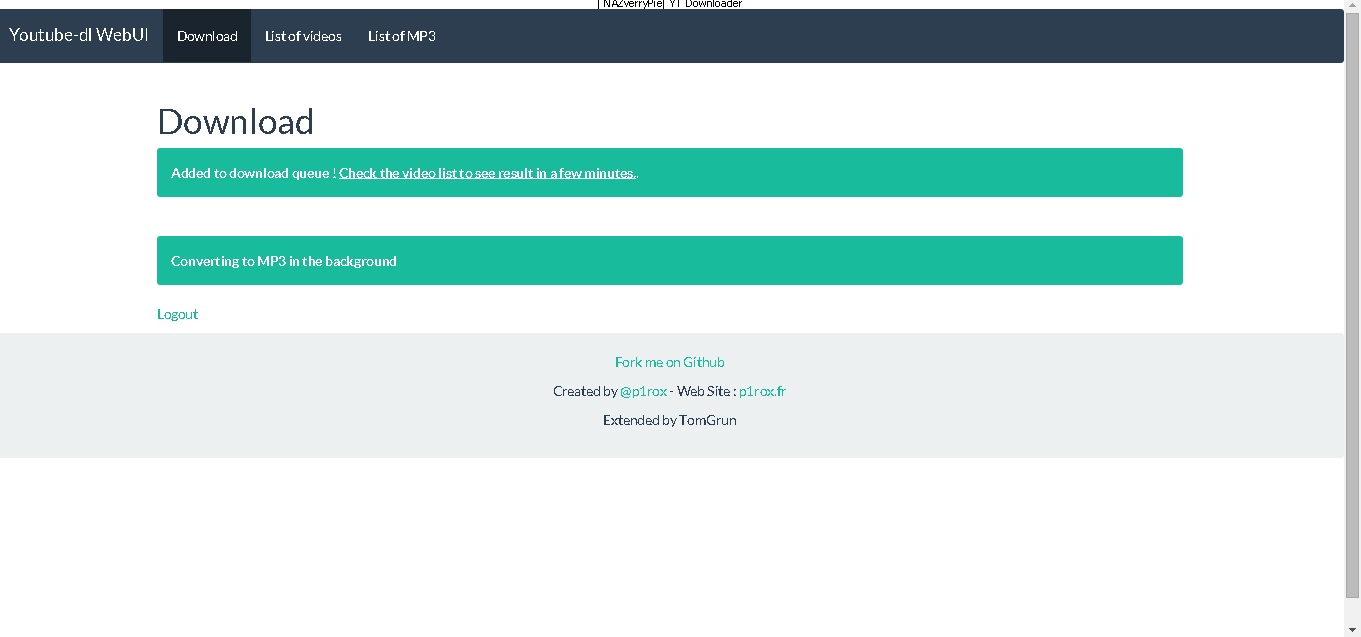 | NAZverryPie| YT Downloader
Youtube-dl WebUI Download List of videos List of MP3
Download
Added to download queue ! Check the video list to see result in a few minutes..
Converting to MP3 in the background
Logout
Fork me on Github
Created by @p1rox - Web Site : p1rox.fr
Extended by TomGrun